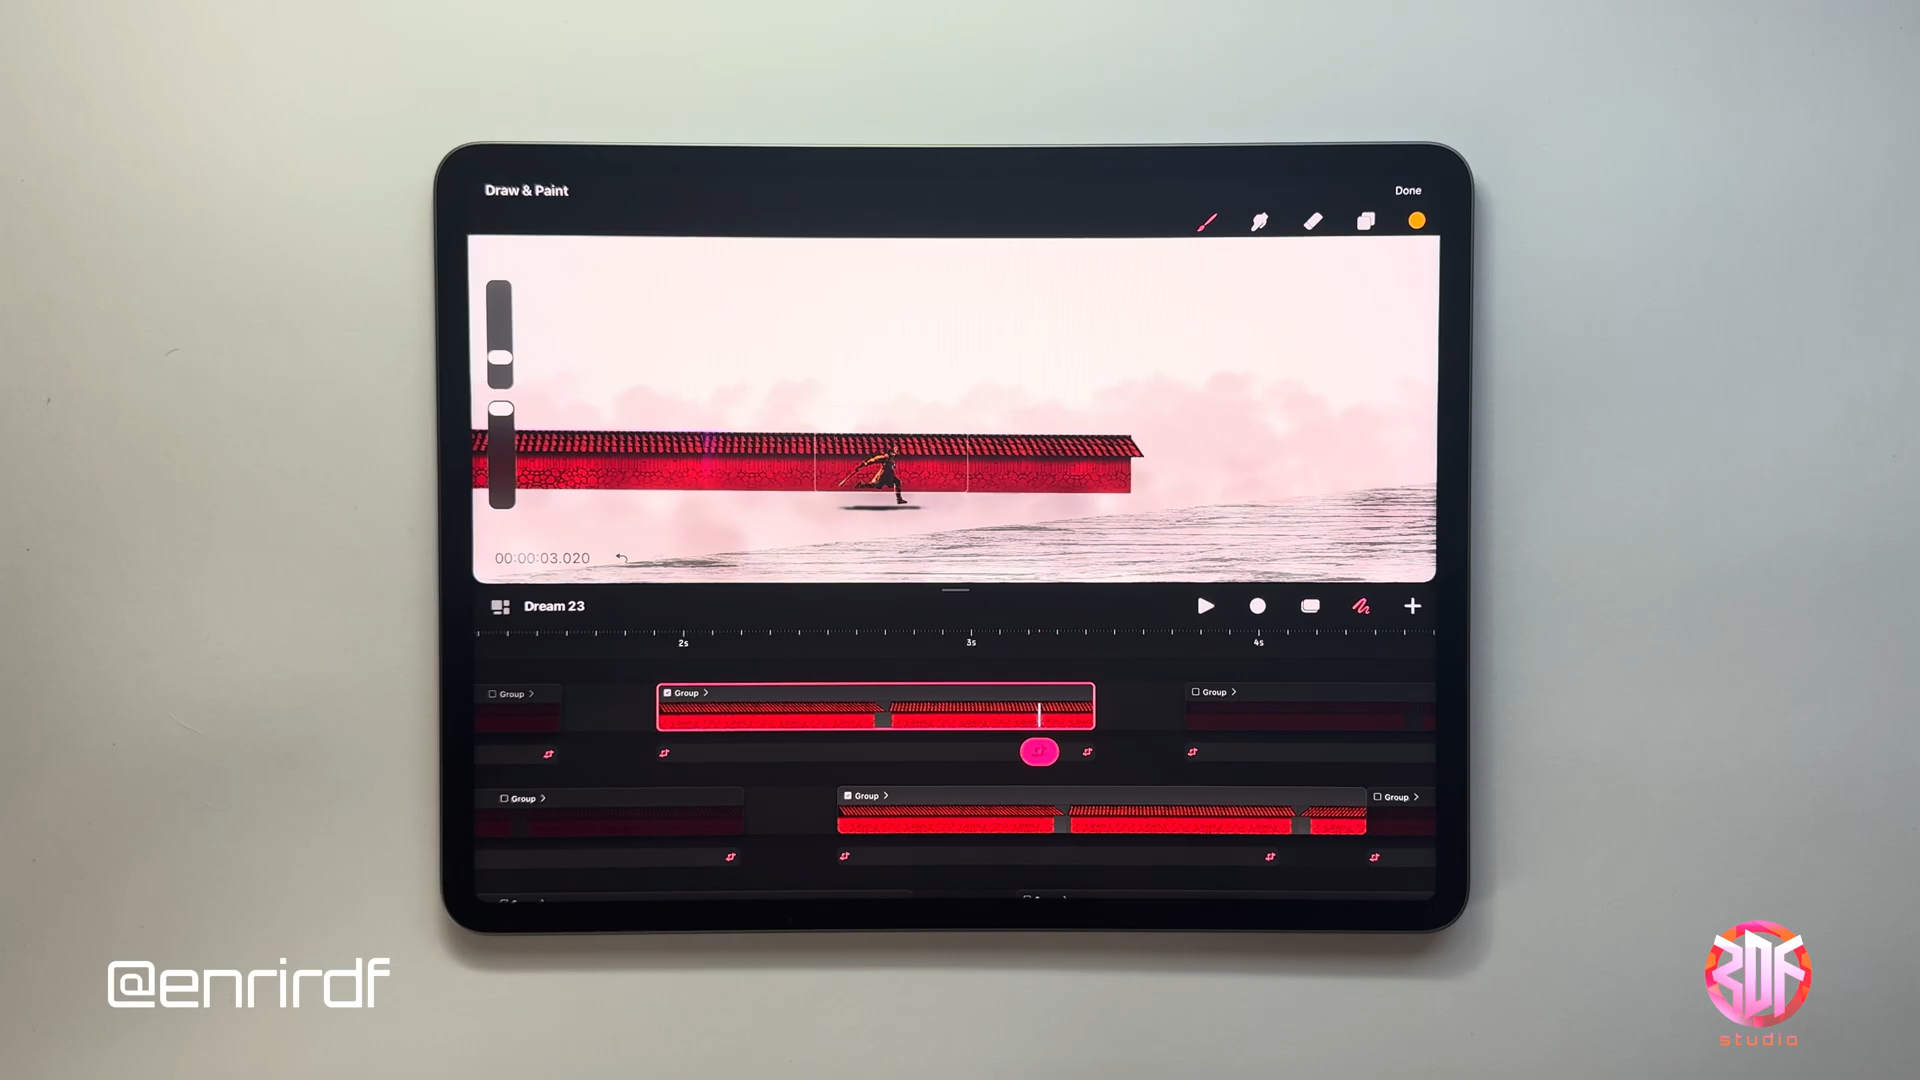 Draw & Paint
Done
00:00:03.020
Dream 23
2s
3s
4s
Group >
Group >
Group >
Group >
Group >
Group >
@enrirdf
RDF
studio